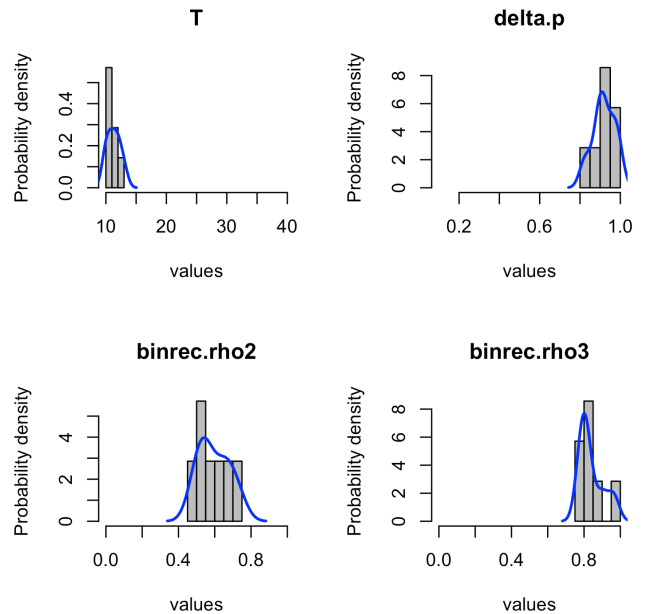 T
Probability density
0.0 0.2 0.4
10 20 30 40
values
delta.p
Probability density
0 2 4 6 8
0.2 0.6 1.0
values
binrec.rho2
Probability density
0 2 4
0.0 0.4 0.8
values
binrec.rho3
Probability density
0 2 4 6 8
0.0 0.4 0.8
values